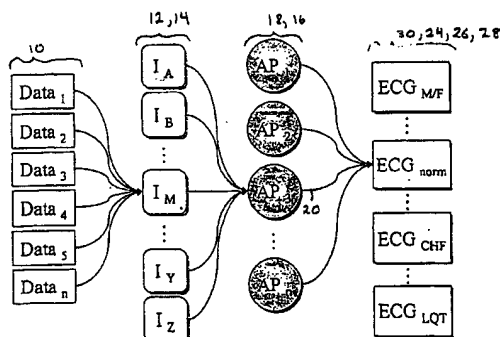 10
12, 14
18, 16
30, 24, 26, 28
Data 1
Data 2
Data 3
Data 4
Data 5
Data n
I A
I B
I M
I Y
I Z
AP
AP 2
AP
AP n
20
ECG M/F
ECG norm
ECG CHF
ECG LQT